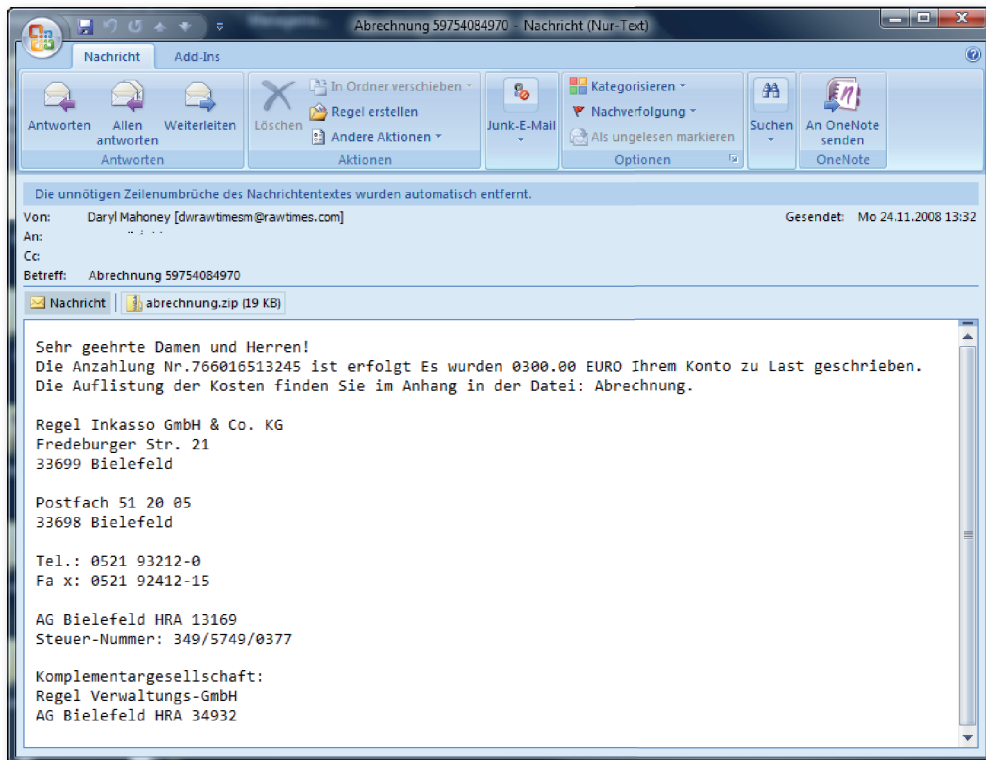 Abrechnung 59754084970 - Nachricht (Nur-Text)
Nachricht Add-Ins
Antworten
Allen antworten
Weiterleiten
Antworten
Löschen
In Ordner verschieben
Regel erstellen
Andere Aktionen
Aktionen
Junk-E-Mail
Kategorisieren
Nachverfolgung
Als ungelesen markieren
Optionen
Suchen
An OneNote senden
OneNote
Die unnötigen Zeilenumbrüche des Nachrichtentextes wurden automatisch entfernt.
Von: Daryl Mahoney [dwrawtimesm@rawtimes.com] Gesendet: Mo 24.11.2008 13:32
An:
Cc:
Betreff: Abrechnung 59754084970
Nachricht abrechnung.zip (19 KB)
Sehr geehrte Damen und Herren!
Die Anzahlung Nr.766016513245 ist erfolgt Es wurden 0300.00 EURO Ihrem Konto zu Last geschrieben.
Die Auflistung der Kosten finden Sie im Anhang in der Datei: Abrechnung.
Regel Inkasso GmbH & Co. KG
Fredeburger Str. 21
33699 Bielefeld
Postfach 51 20 05
33698 Bielefeld
Tel.: 0521 93212-0
Fa x: 0521 92412-15
AG Bielefeld HRA 13169
Steuer-Nummer: 349/5749/0377
Komplementargesellschaft:
Regel Verwaltungs-GmbH
AG Bielefeld HRA 34932